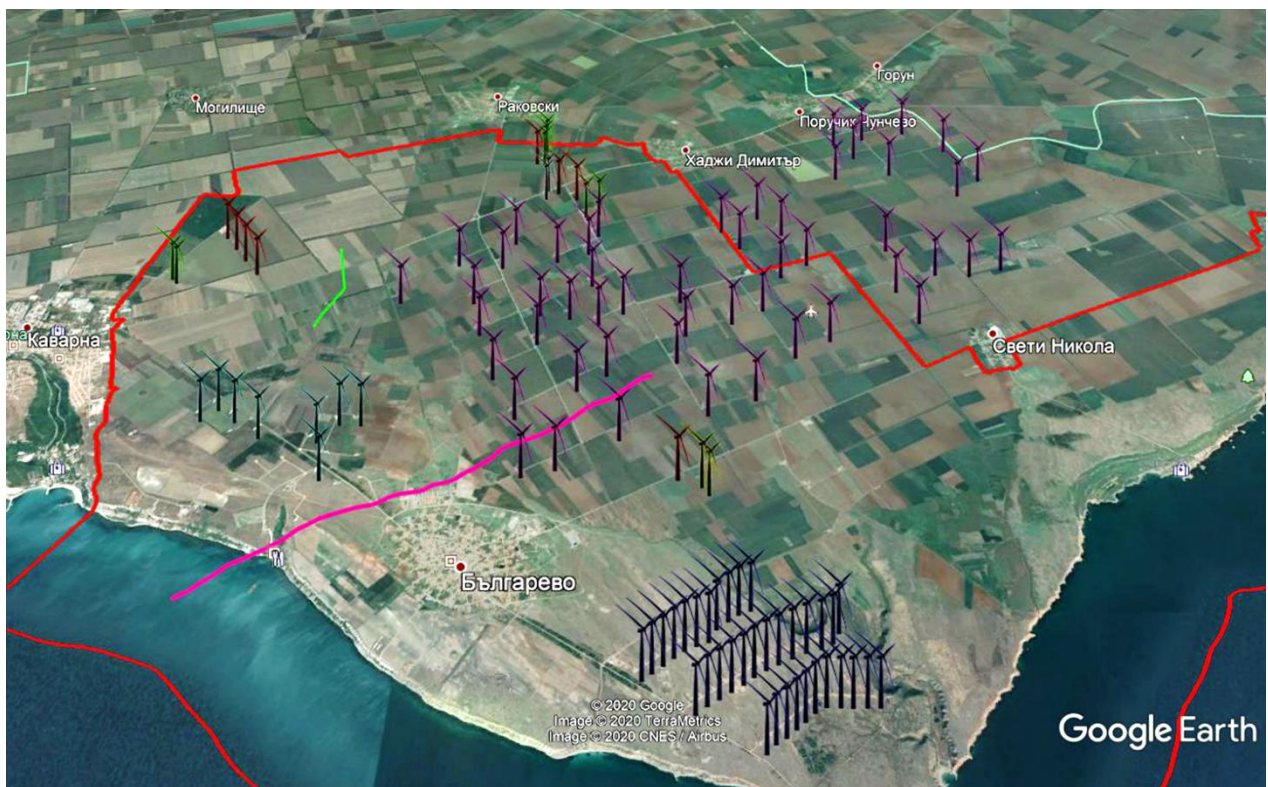 Горун
Могилище
Раковски
Поручик Чунчево
Хаджи Димитър
Каварна
Свети Никола
Българево
© 2020 Google
Image © 2020 TerraMetrics
Image © 2020 CNES / Airbus
Google Earth